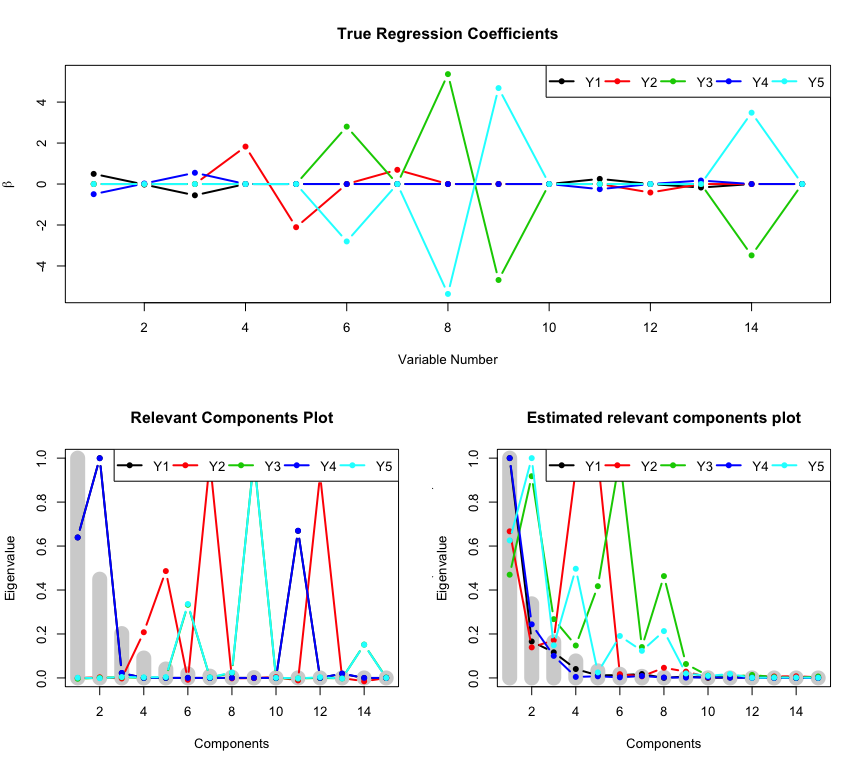 True Regression Coefficients
Y1 Y2 Y3 Y4 Y5
4
2
0
-2
-4
β
2 4 6 8 10 12 14
Variable Number
Relevant Components Plot
Y1 Y2 Y3 Y4 Y5
1.0
0.8
0.6
0.4
0.2
0.0
Eigenvalue
2 4 6 8 10 12 14
Components
Estimated relevant components plot
Y1 Y2 Y3 Y4 Y5
1.0
0.8
0.6
0.4
0.2
0.0
Eigenvalue
2 4 6 8 10 12 14
Components